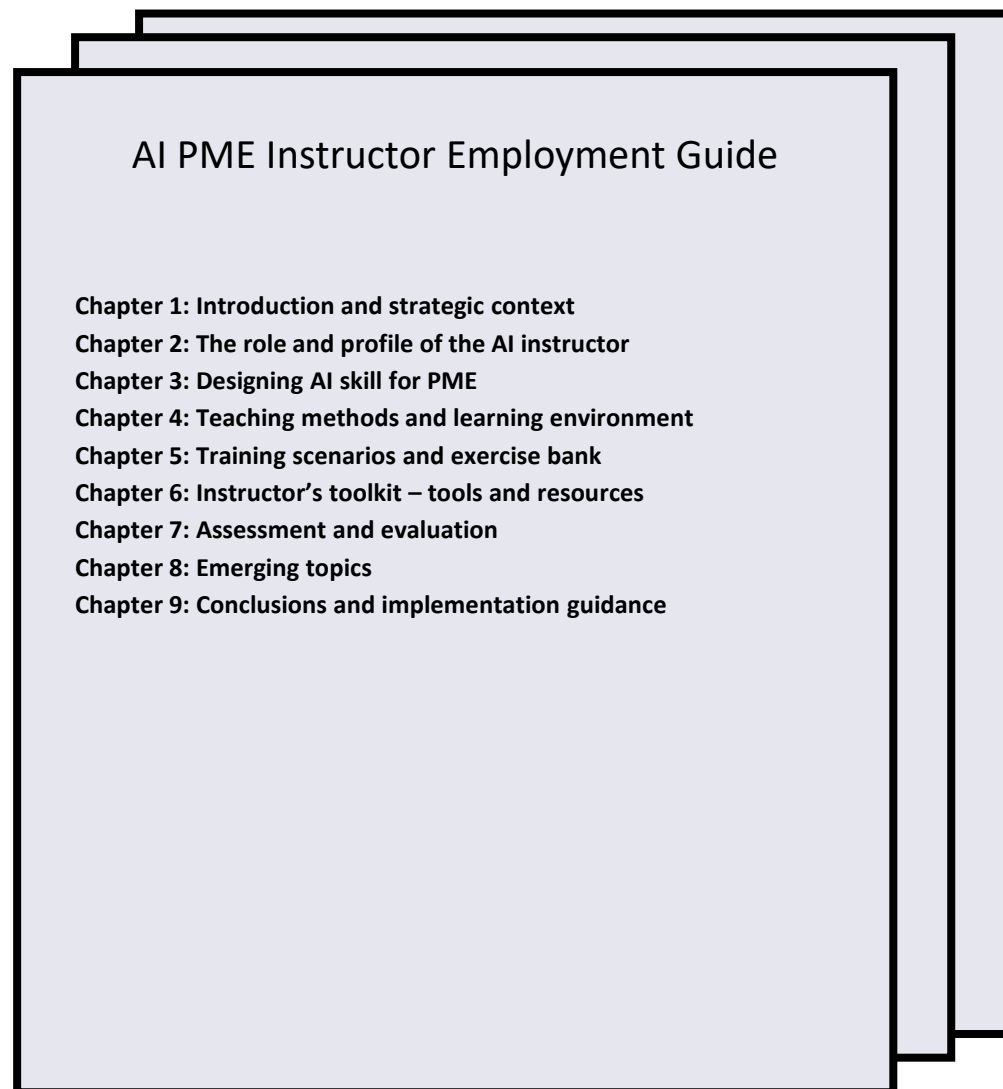 AI PME Instructor Employment Guide
Chapter 1: Introduction and strategic context
Chapter 2: The role and profile of the AI instructor
Chapter 3: Designing AI skill for PME
Chapter 4: Teaching methods and learning environment
Chapter 5: Training scenarios and exercise bank
Chapter 6: Instructor’s toolkit – tools and resources
Chapter 7: Assessment and evaluation
Chapter 8: Emerging topics
Chapter 9: Conclusions and implementation guidance